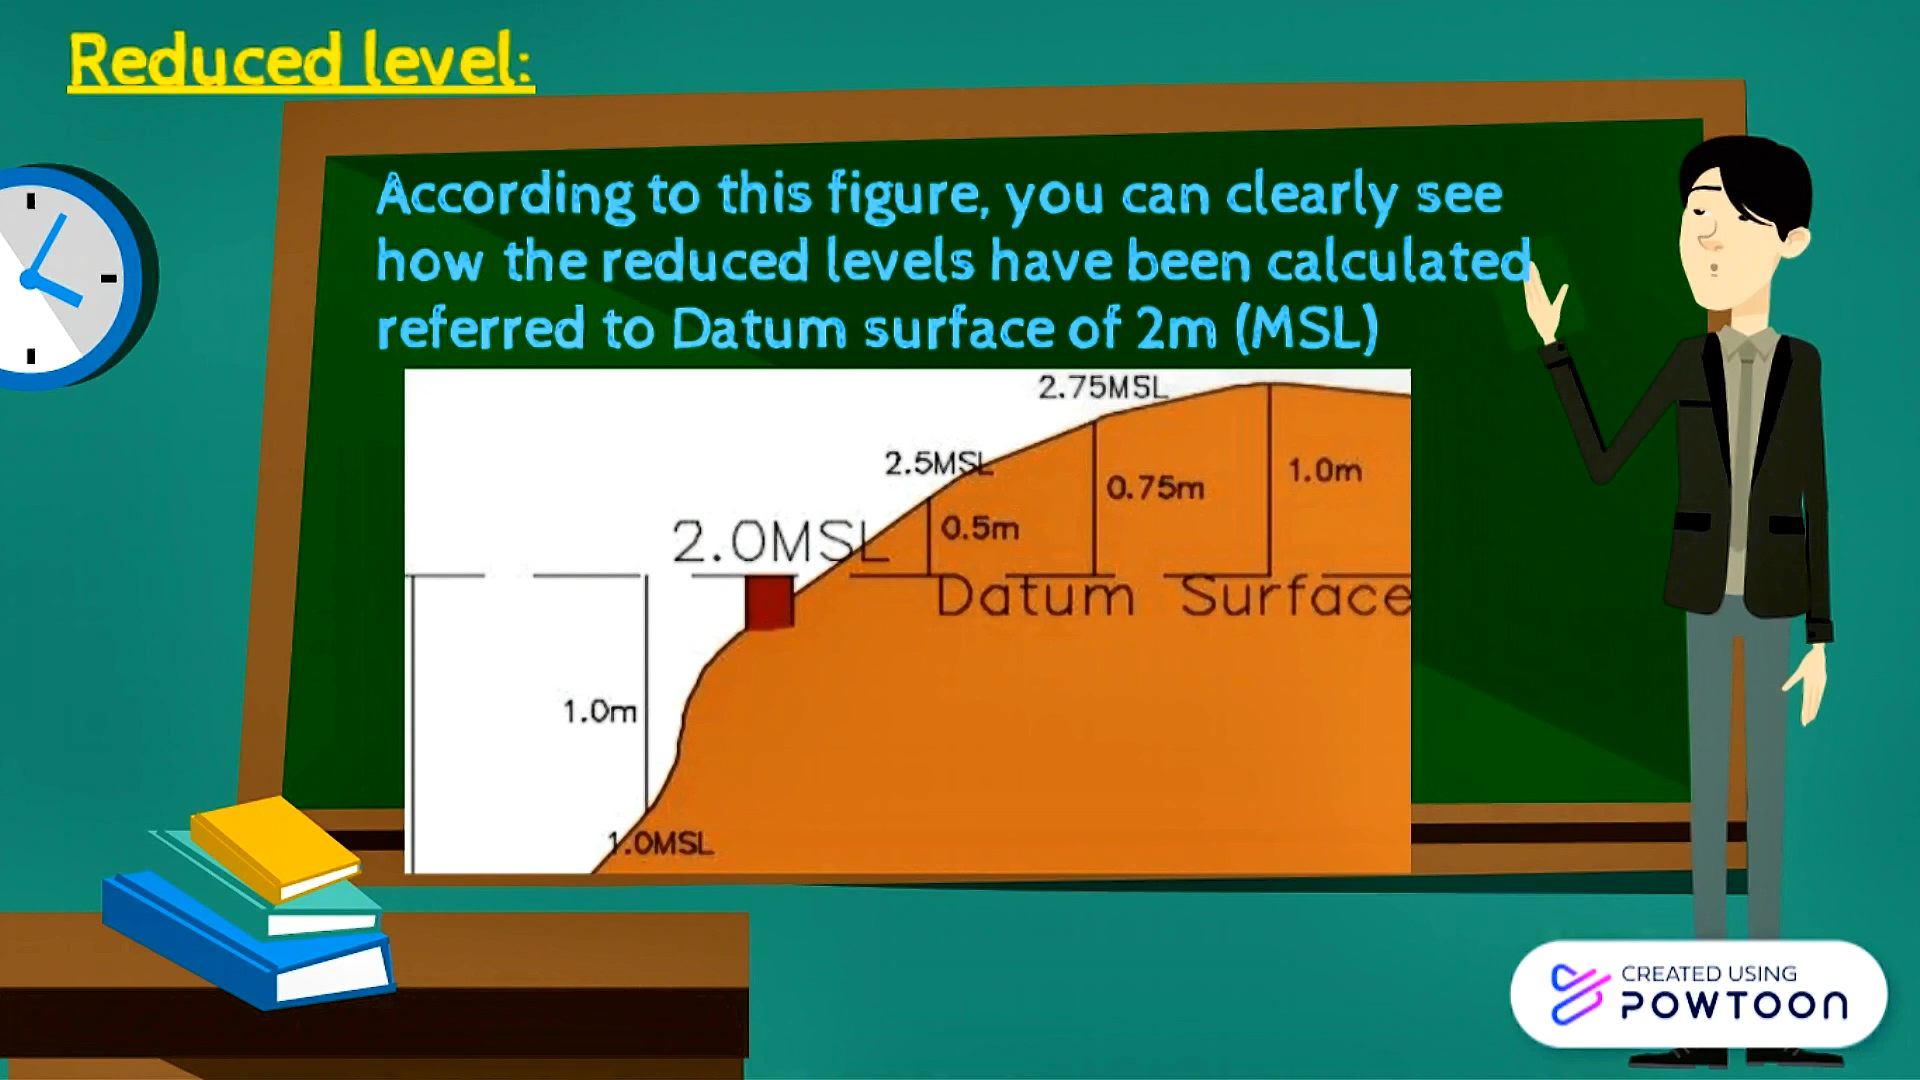 Reduced level:
According to this figure, you can clearly see
how the reduced levels have been calculated
referred to Datum surface of 2m (MSL)
2.75MSL
2.5MSL
1.0m
0.75m
2.0MSL
0.5m
Datum Surface
1.0m
1.0MSL
CREATED USING
POWTOON